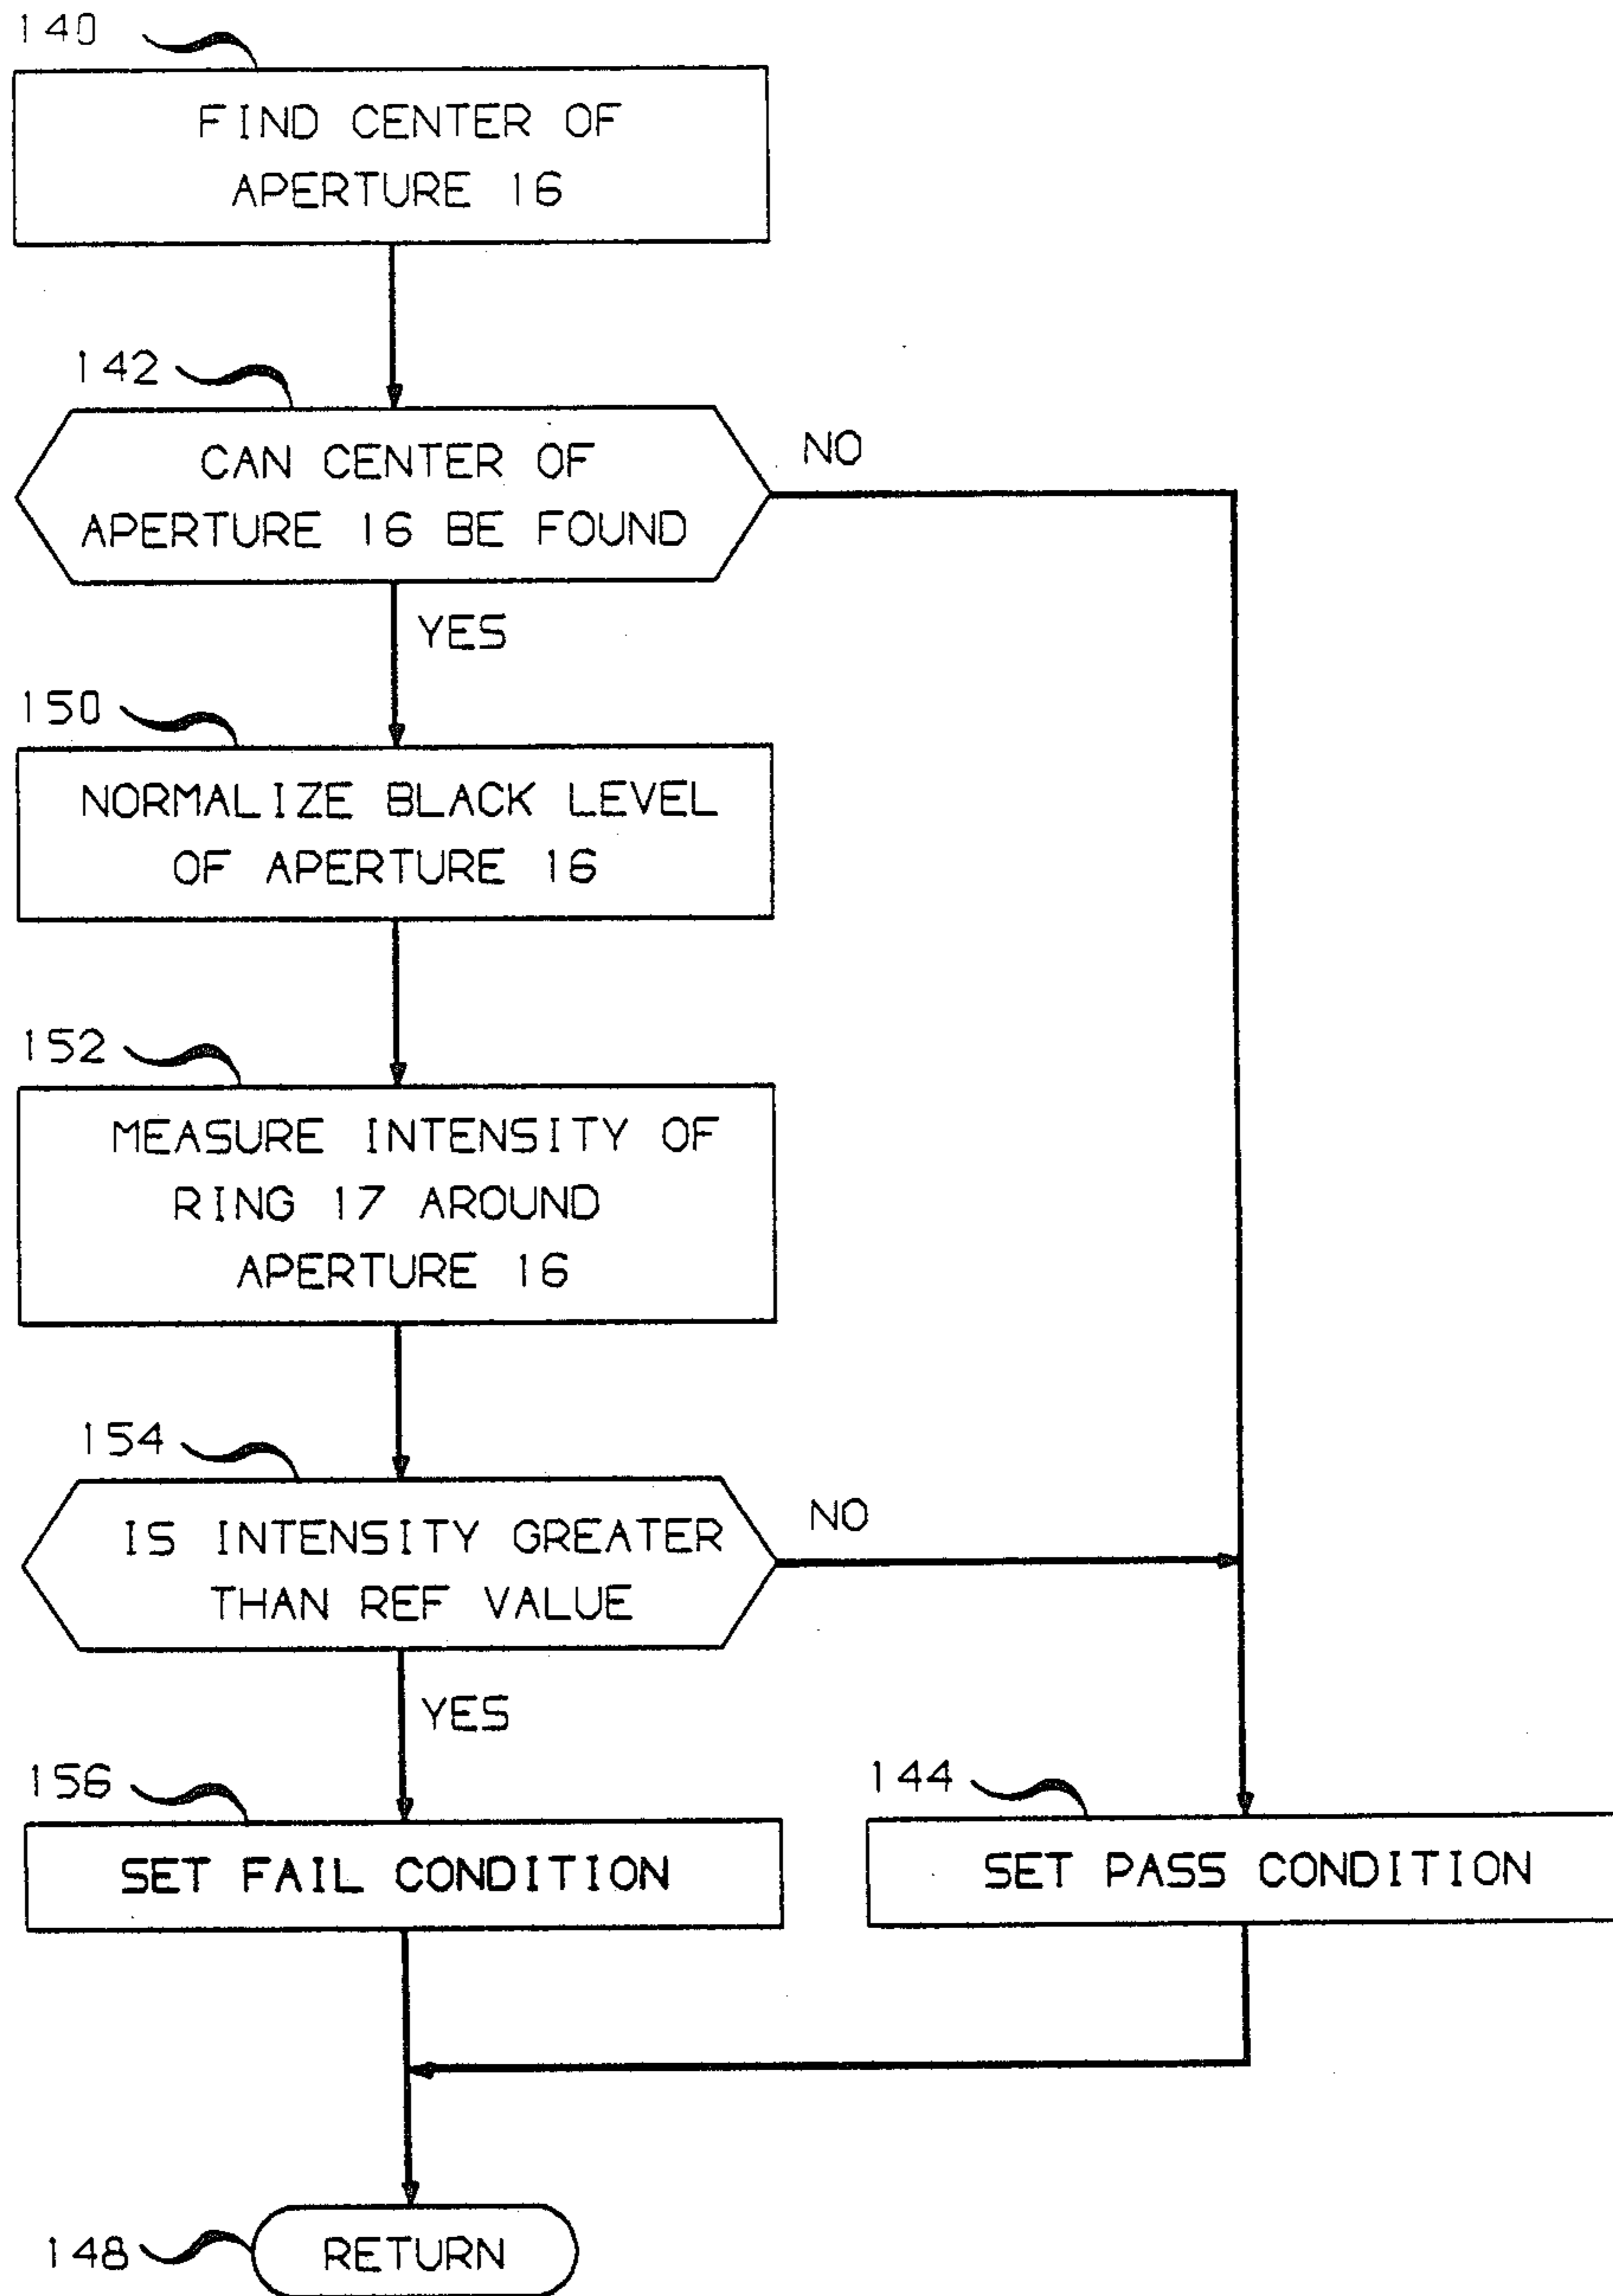 140
FIND CENTER OF
APERTURE 16
142
CAN CENTER OF
APERTURE 16 BE FOUND
NO
YES
150
NORMALIZE BLACK LEVEL
OF APERTURE 16
152
MEASURE INTENSITY OF
RING 17 AROUND
APERTURE 16
154
IS INTENSITY GREATER
THAN REF VALUE
NO
YES
156
SET FAIL CONDITION
144
SET PASS CONDITION
148
RETURN